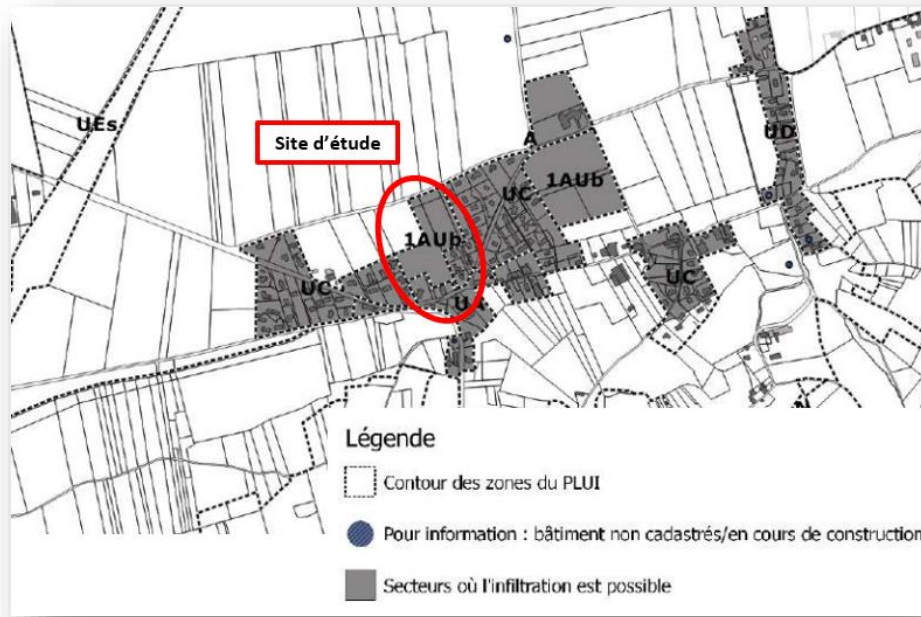 UEs
Site d'étude
A
UD
UC
1AUb
1AUb
UC
UC
UA
Légende
Contour des zones du PLUI
Pour information : bâtiment non cadastrés/en cours de construction
Secteurs où l'infiltration est possible